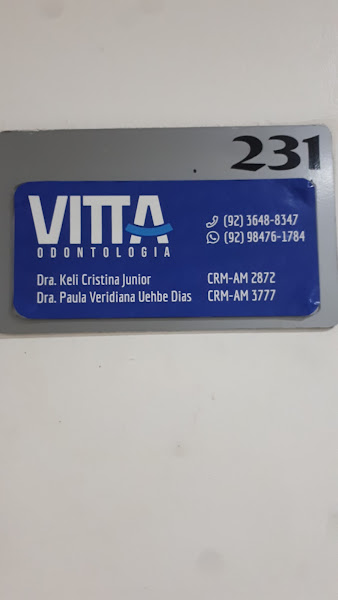 231
VITTA
ODONTOLOGIA
(92) 3648-8347
(92) 98476-1784
Dra. Keli Cristina Junior CRM-AM 2872
Dra. Paula Veridiana Uehbe Dias CRM-AM 3777